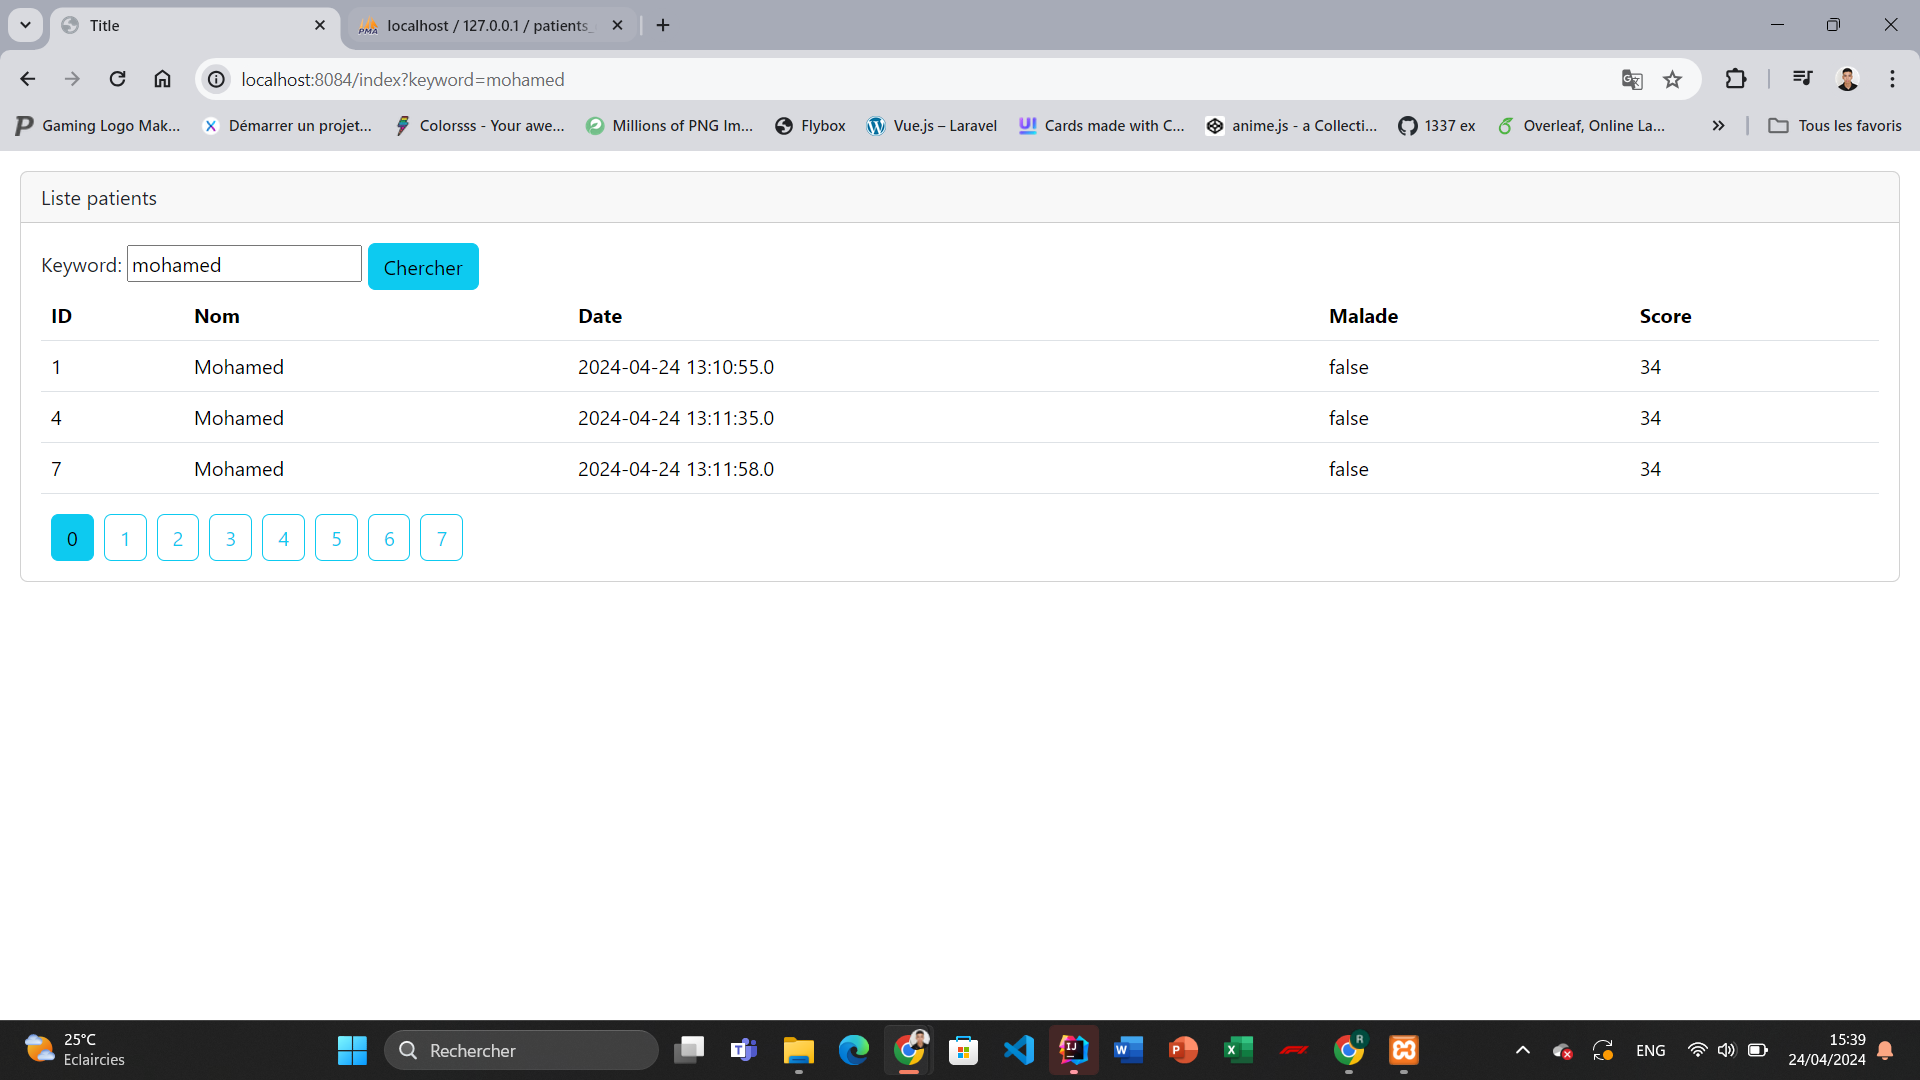 Title
localhost / 127.0.0.1 / patients_
localhost:8084/index?keyword=mohamed
Gaming Logo Mak... Démarrer un projet... Colorsss - Your awe... Millions of PNG Im... Flybox Vue.js – Laravel Cards made with C... anime.js - a Collecti... 1337 ex Overleaf, Online La... Tous les favoris
Liste patients
Keyword: mohamed Chercher
ID Nom Date Malade Score
1 Mohamed 2024-04-24 13:10:55.0 false 34
4 Mohamed 2024-04-24 13:11:35.0 false 34
7 Mohamed 2024-04-24 13:11:58.0 false 34
0 1 2 3 4 5 6 7
25°C
Eclaircies
Rechercher
ENG
15:39
24/04/2024